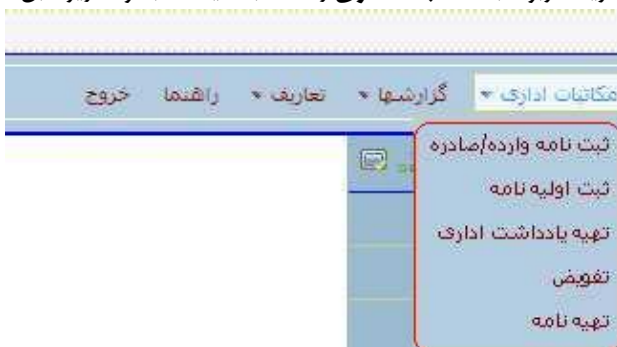 مکاتبات اداری گزارشها تعاریف راهنما خروج
ثبت نامه وارده/صادره
ثبت اولیه نامه
تهیه یادداشت اداری
تفویض
تهیه نامه